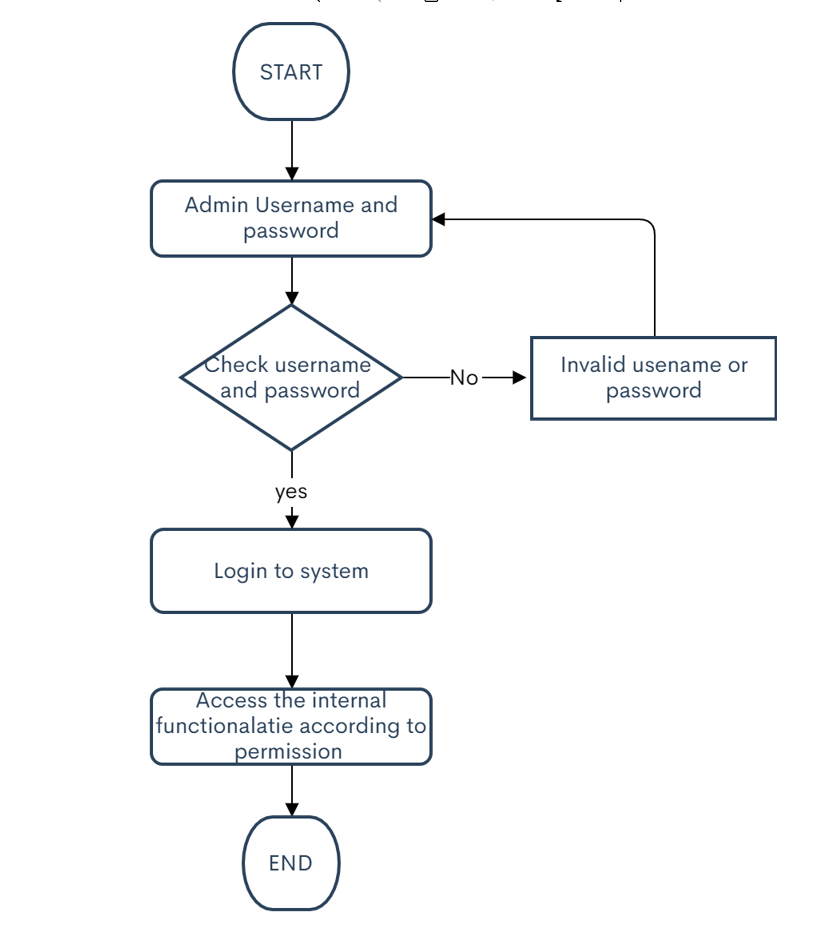 START
Admin Username and
password
Check username
and password
No
Invalid usename or
password
yes
Login to system
Access the internal
functionalatie according to
permission
END